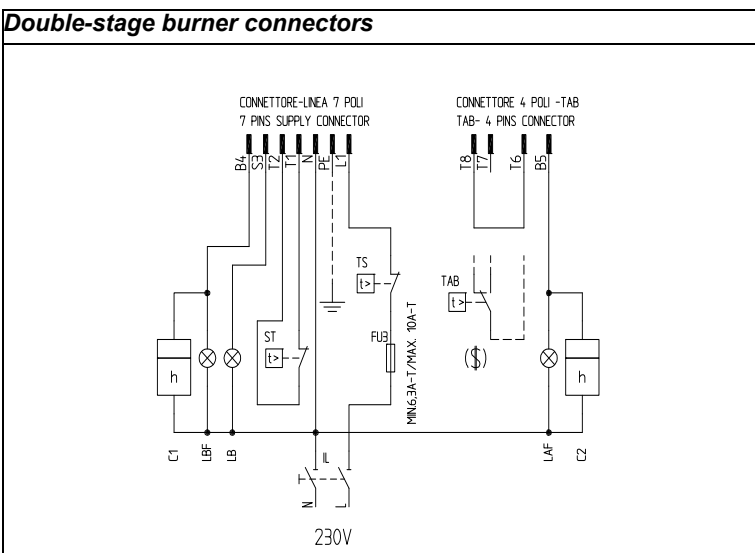 Double-stage burner connectors
CONNETTORE-LINEA 7 POLI
7 PINS SUPPLY CONNECTOR
CONNETTORE 4 POLI -TAB
TAB- 4 PINS CONNECTOR
B4
S3
T2
T1
N
PE
L1
T8
T7
T6
B5
TS
t>
TAB
t>
ST
t>
FU3
MIN.6,3A-T/MAX. 10A-T
($)
h
h
C1
LBF
LB
IL
LAF
C2
N
L
230V